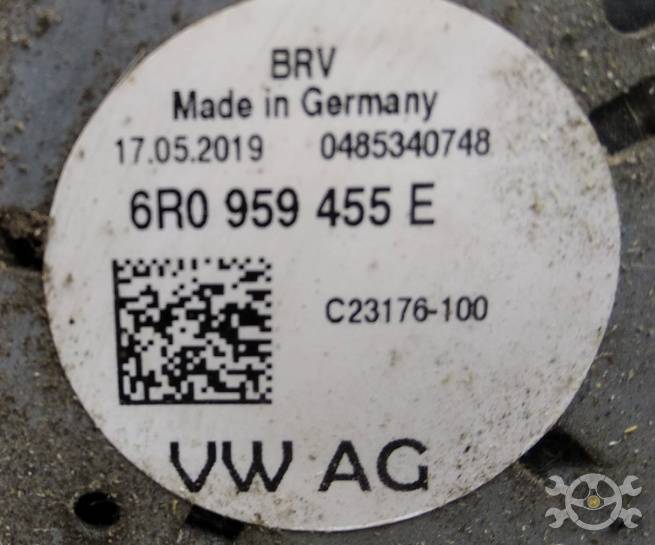 BRV
Made in Germany
17.05.2019 0485340748
6R0 959 455 E
C23176-100
VW AG